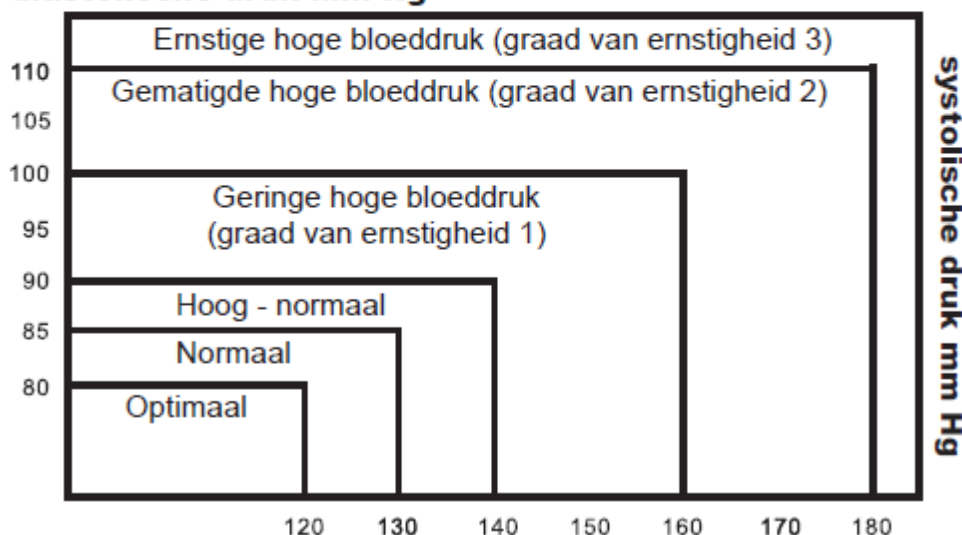 Ernstige hoge bloeddruk (graad van ernstigheid 3)
110
Gematigde hoge bloeddruk (graad van ernstigheid 2)
105
100
Geringe hoge bloeddruk
95
(graad van ernstigheid 1)
90
Hoog - normaal
85
Normaal
80
Optimaal
120 130 140 150 160 170 180
systolische druk mm Hg